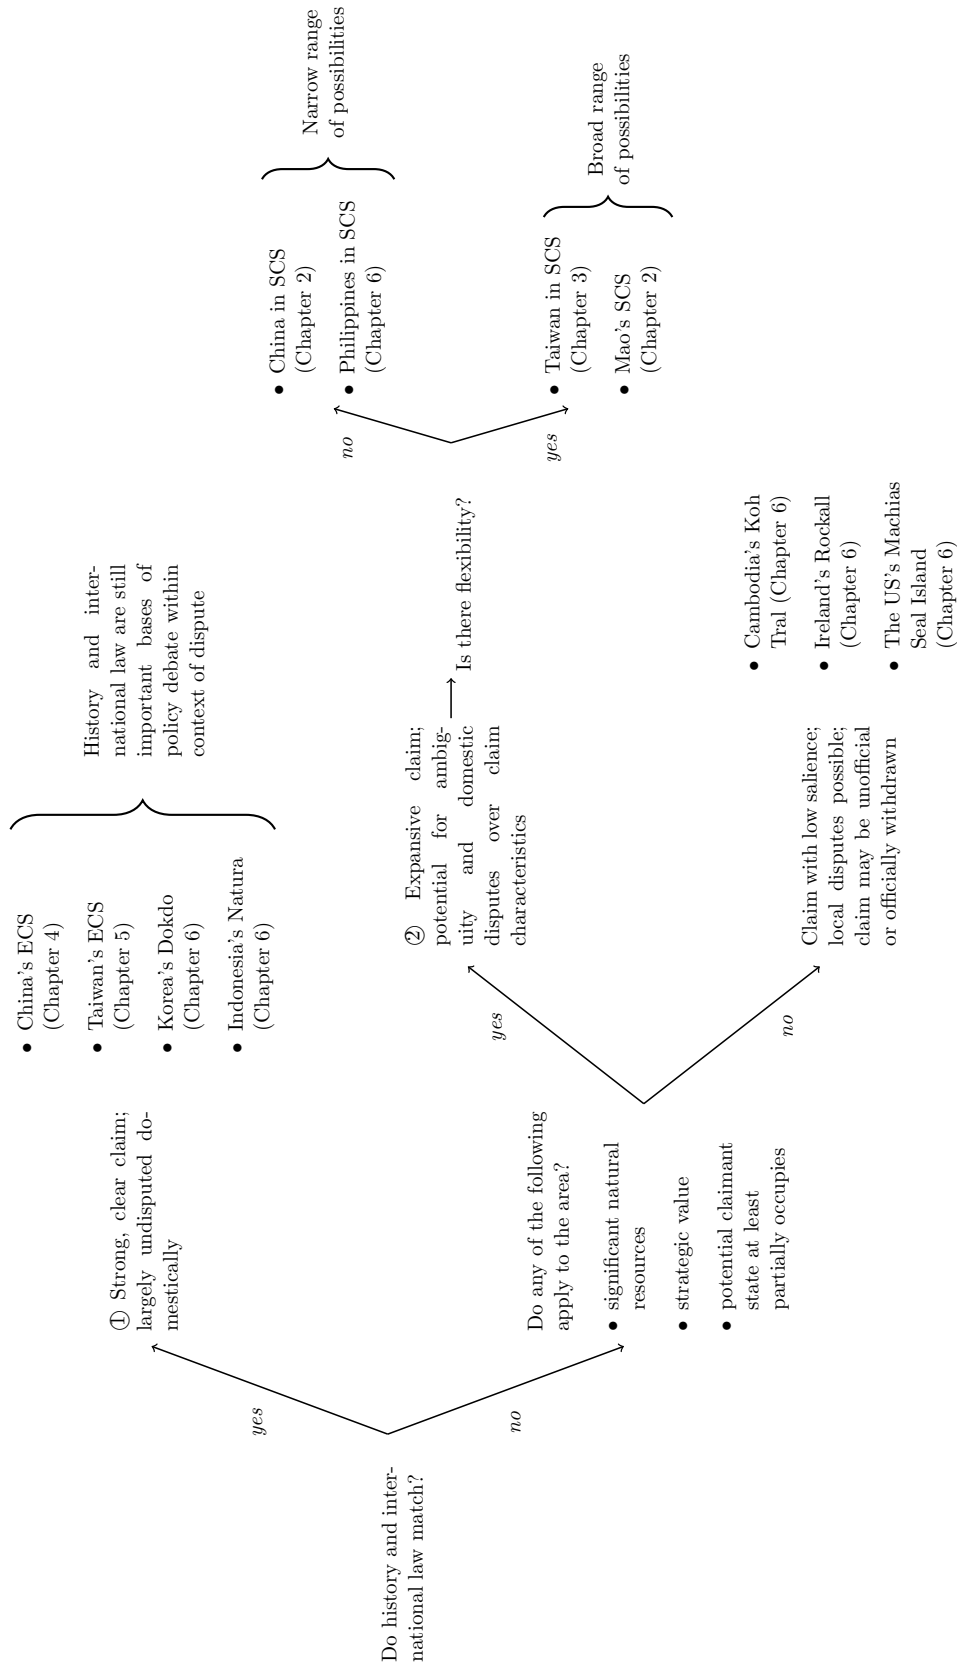 Do history and inter-
national law match?
yes
no
① Strong, clear claim;
largely undisputed do-
mestically
• China's ECS
(Chapter 4)
• Taiwan's ECS
(Chapter 5)
• Korea's Dokdo
(Chapter 6)
• Indonesia's Natura
(Chapter 6)
History and inter-
national law are still
important bases of
policy debate within
context of dispute
Do any of the following
apply to the area?
• significant natural
resources
• strategic value
• potential claimant
state at least
partially occupies
yes
no
② Expansive claim;
potential for ambig-
uity and domestic
disputes over claim
characteristics
Is there flexibility?
no
yes
• China in SCS
(Chapter 2)
• Philippines in SCS
(Chapter 6)
Narrow range
of possibilities
• Taiwan in SCS
(Chapter 3)
• Mao's SCS
(Chapter 2)
Broad range
of possibilities
Claim with low salience;
local disputes possible;
claim may be unofficial
or officially withdrawn
• Cambodia's Koh
Tral (Chapter 6)
• Ireland's Rockall
(Chapter 6)
• The US's Machias
Seal Island
(Chapter 6)